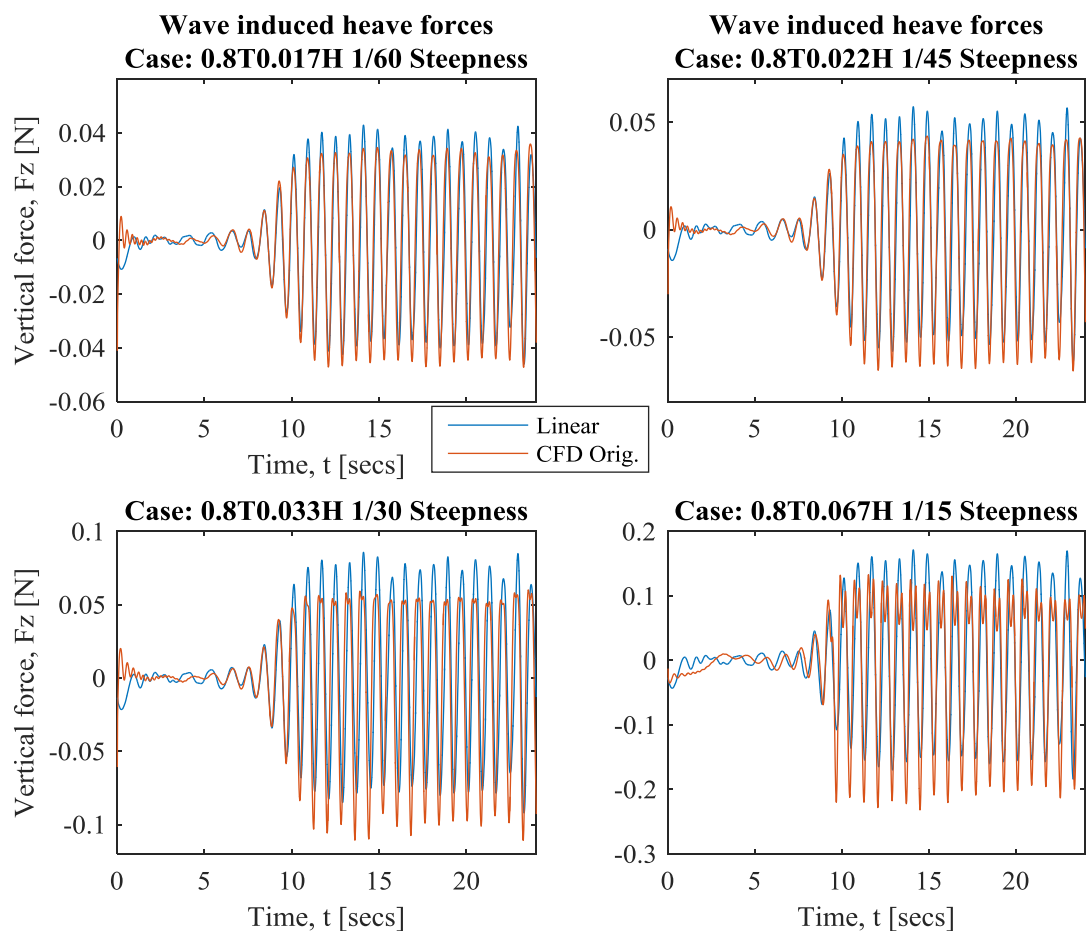 Wave induced heave forces
Case: 0.8T0.017H 1/60 Steepness
Vertical force, Fz [N]
0.04
0.02
0
-0.02
-0.04
-0.06
0 5 10 15 20
Time, t [secs]
Wave induced heave forces
Case: 0.8T0.022H 1/45 Steepness
0.05
0
-0.05
0 5 10 15 20
Linear
CFD Orig.
Case: 0.8T0.033H 1/30 Steepness
Vertical force, Fz [N]
0.1
0.05
0
-0.05
-0.1
0 5 10 15 20
Time, t [secs]
Case: 0.8T0.067H 1/15 Steepness
0.2
0.1
0
-0.1
-0.2
-0.3
0 5 10 15 20
Time, t [secs]